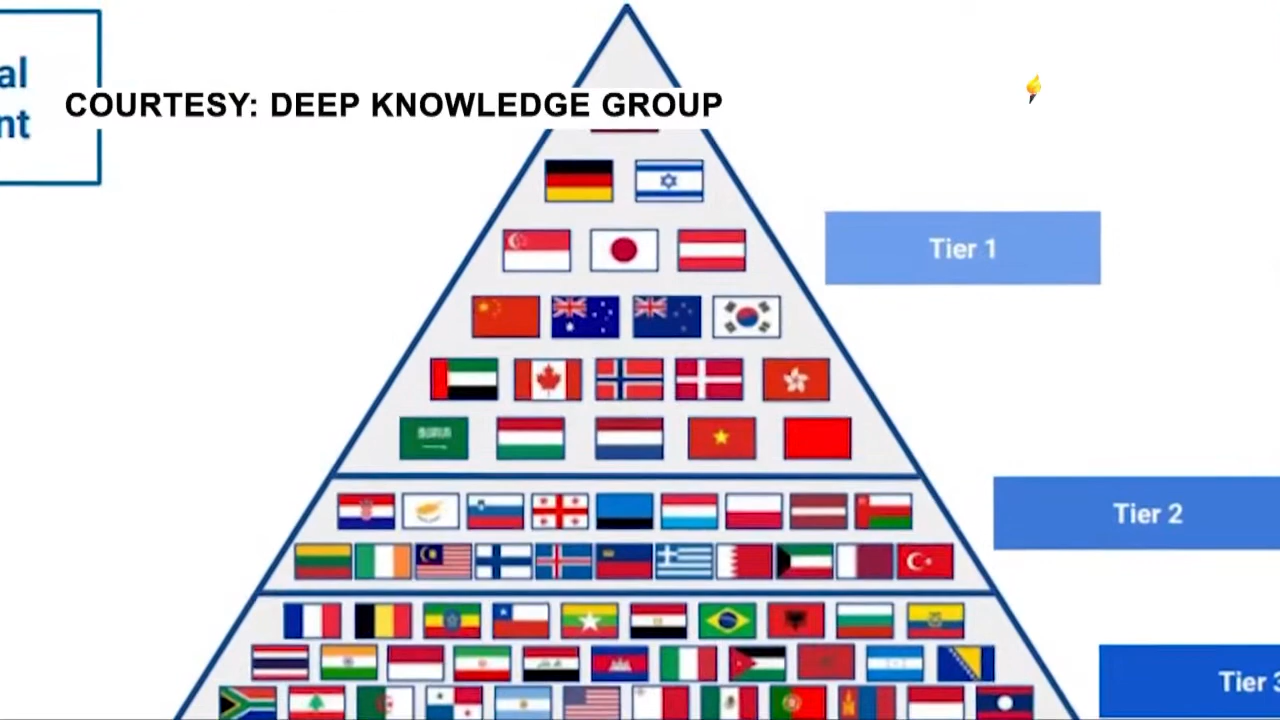 al
nt
COURTESY: DEEP KNOWLEDGE GROUP
Tier 1
Tier 2
Tier 3